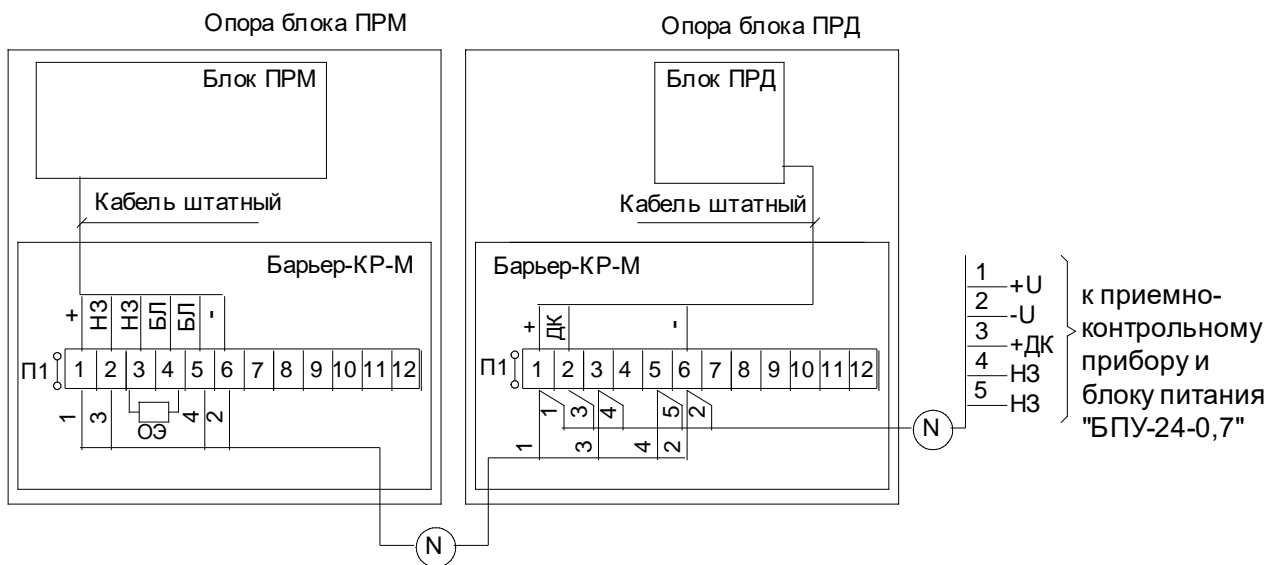 Опора блока ПРМ
Блок ПРМ
Кабель штатный
Барьер-КР-М
+ НЗ НЗ БЛ БЛ -
П1 1 2 3 4 5 6 7 8 9 10 11 12
1 3 ОЭ 4 2
Опора блока ПРД
Блок ПРД
Кабель штатный
Барьер-КР-М
+ ДК -
П1 1 2 3 4 5 6 7 8 9 10 11 12
1 3 4 5 2
1 3 4 2
N
N
1 +U
2 -U
3 +ДК
4 НЗ
5 НЗ
к приемно-
контрольному
прибору и
блоку питания
"БПУ-24-0,7"